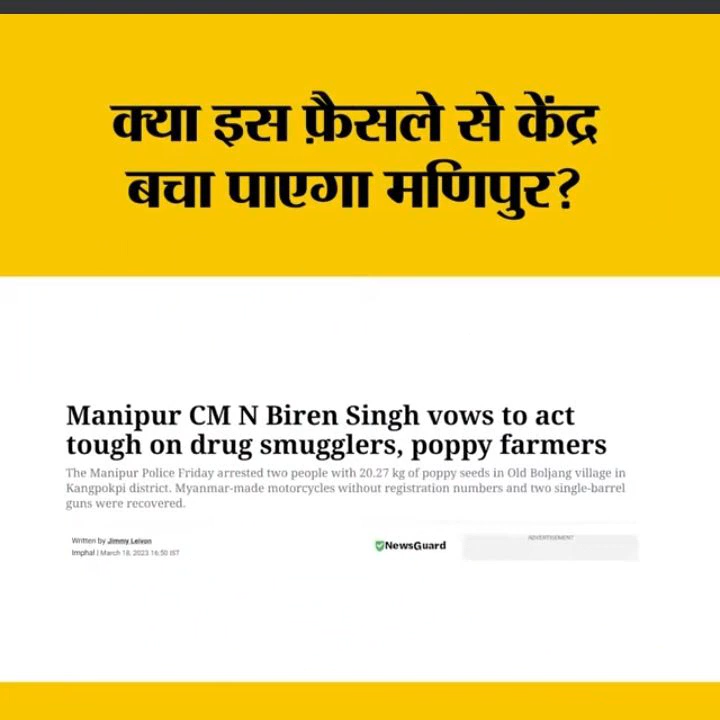 क्या इस फ़ैसले से केंद्र
बचा पाएगा मणिपुर?
Manipur CM N Biren Singh vows to act
tough on drug smugglers, poppy farmers
The Manipur Police Friday arrested two people with 20.27 kg of poppy seeds in Old Boljang village in
Kangpokpi district. Myanmar-made motorcycles without registration numbers and two single-barrel
guns were recovered.
Written by Jimmy Leivon
Imphal | March 18, 2023 16:50 IST
NewsGuard
ADVERTISEMENT